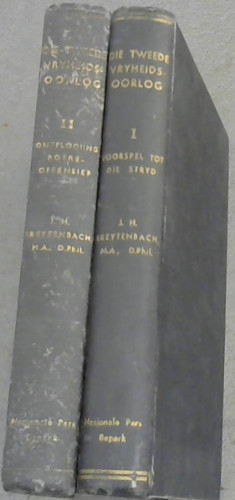 DIE TWEEDE
VRYHEIDS-
OORLOG
II
ONTPLOOIING
BOERE-
OFFENSIEF
J. H.
BREYTENBACH,
M.A., D.Phil.
Nasionale Pers
Beperk
DIE TWEEDE
VRYHEIDS-
OORLOG
I
VOORSPEL TOT
DIE STRYD
J. H.
BREYTENBACH,
M.A., D.Phil.
Nasionale Pers
Beperk